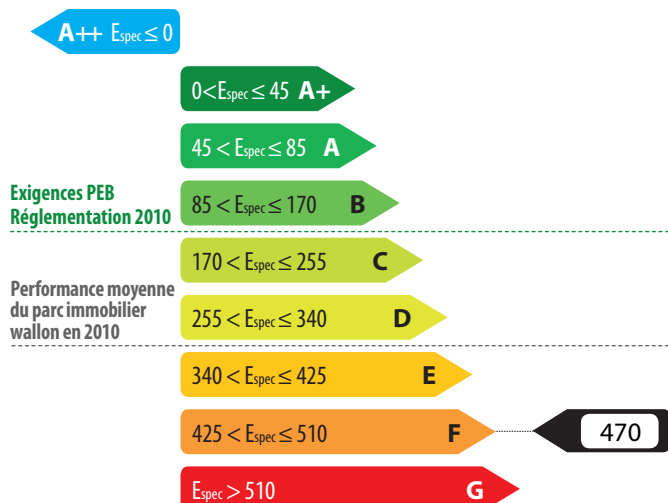 A++ Espec ≤ 0
0<Espec ≤ 45 A+
45 < Espec ≤ 85 A
Exigences PEB
Réglementation 2010
85 < Espec ≤ 170 B
170 < Espec ≤ 255 C
Performance moyenne
du parc immobilier
wallon en 2010
255 < Espec ≤ 340 D
340 < Espec ≤ 425 E
425 < Espec ≤ 510 F
470
Espec > 510 G